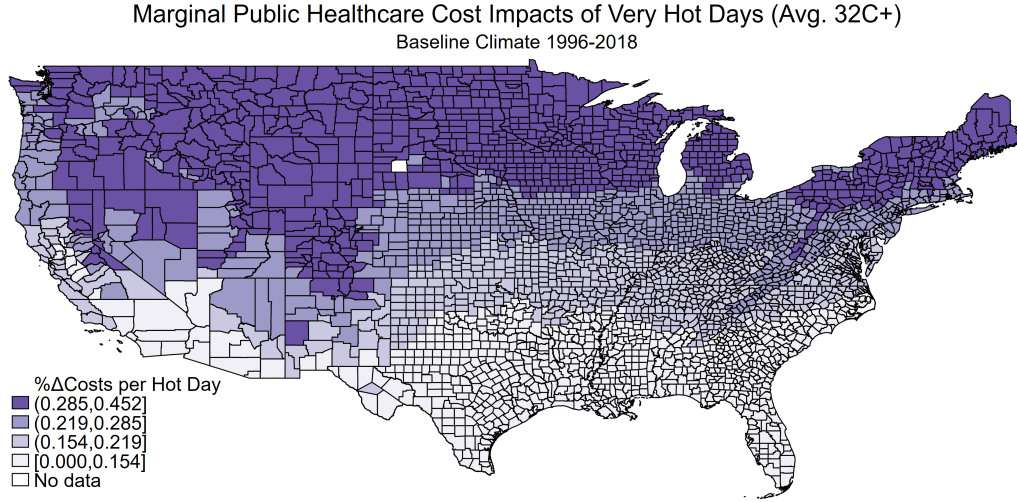 Marginal Public Healthcare Cost Impacts of Very Hot Days (Avg. 32C+)
Baseline Climate 1996-2018
%ΔCosts per Hot Day
(0.285,0.452]
(0.219,0.285]
(0.154,0.219]
[0.000,0.154]
No data